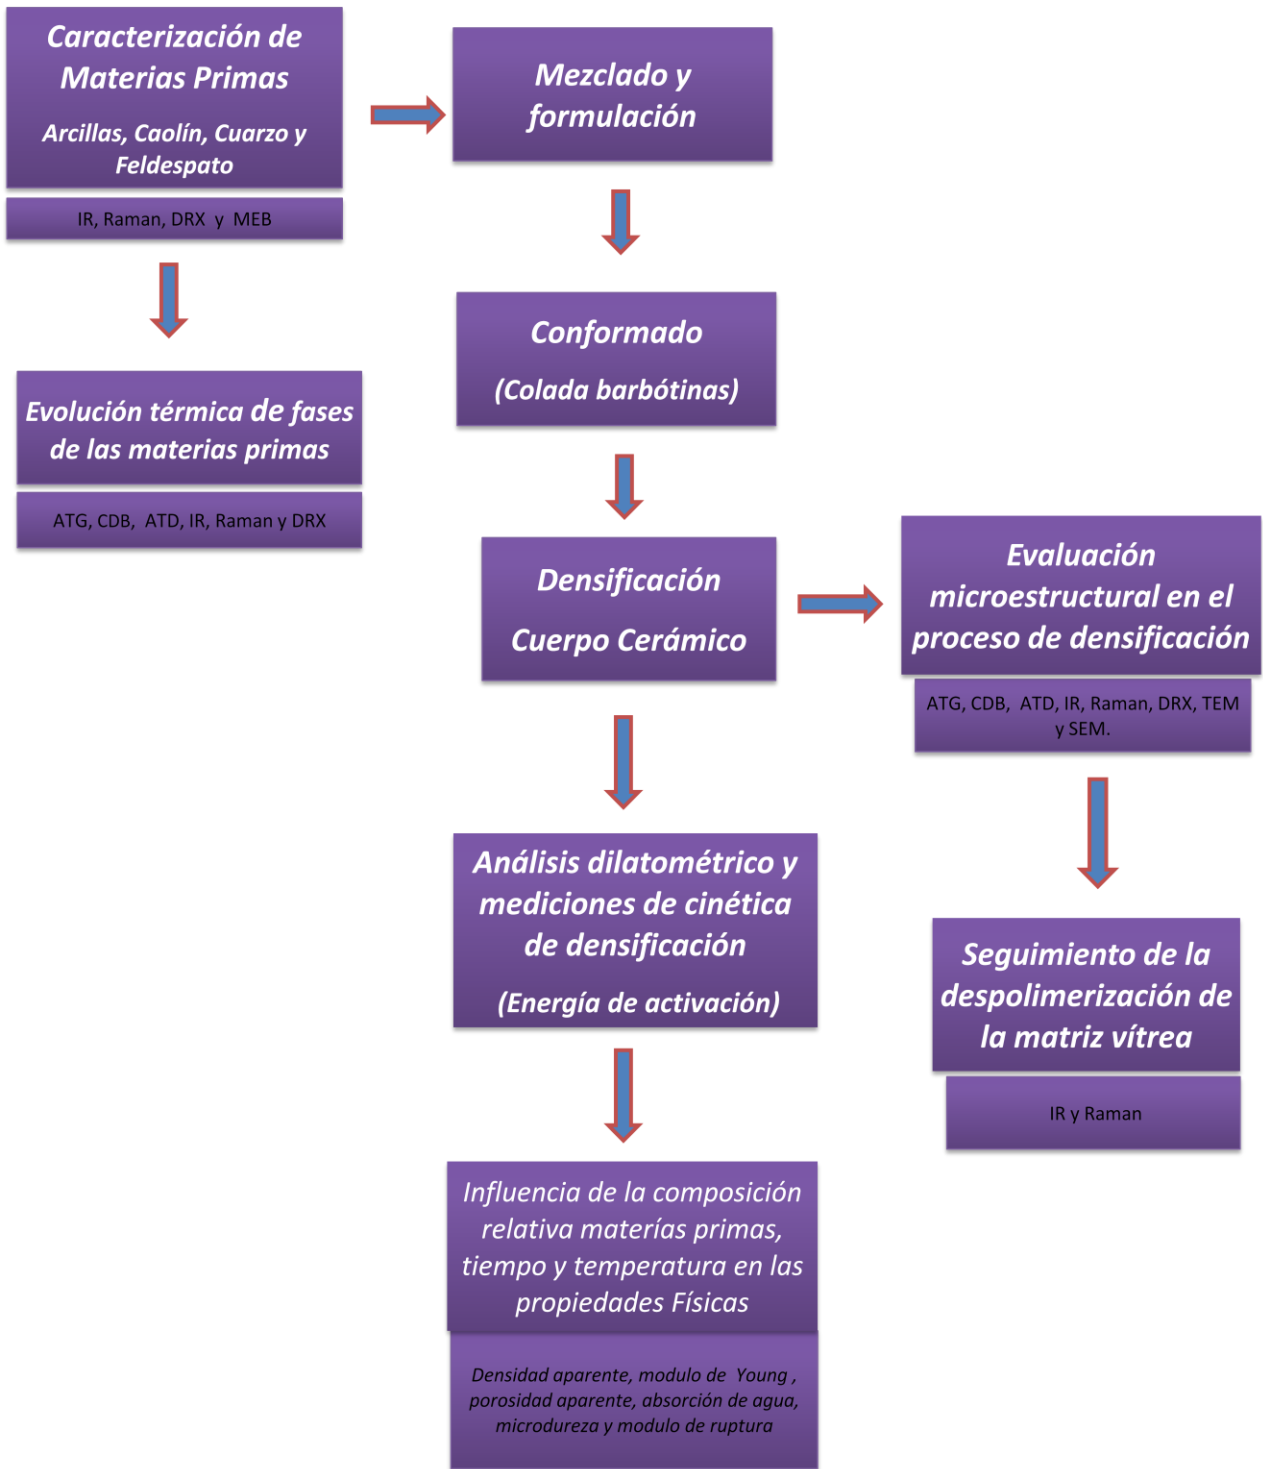 Caracterización de
Materias Primas
Arcillas, Caolín, Cuarzo y
Feldespato
IR, Raman, DRX y MEB
Mezclado y
formulación
Evolución térmica de fases
de las materias primas
ATG, CDB, ATD, IR, Raman y DRX
Conformado
(Colada barbótinas)
Densificación
Cuerpo Cerámico
Evaluación
microestructural en el
proceso de densificación
ATG, CDB, ATD, IR, Raman, DRX, TEM
y SEM.
Análisis dilatométrico y
mediciones de cinética
de densificación
(Energía de activación)
Seguimiento de la
despolimerización de
la matriz vítrea
IR y Raman
Influencia de la composición
relativa materías primas,
tiempo y temperatura en las
propiedades Físicas
Densidad aparente, modulo de Young ,
porosidad aparente, absorción de agua,
microdureza y modulo de ruptura